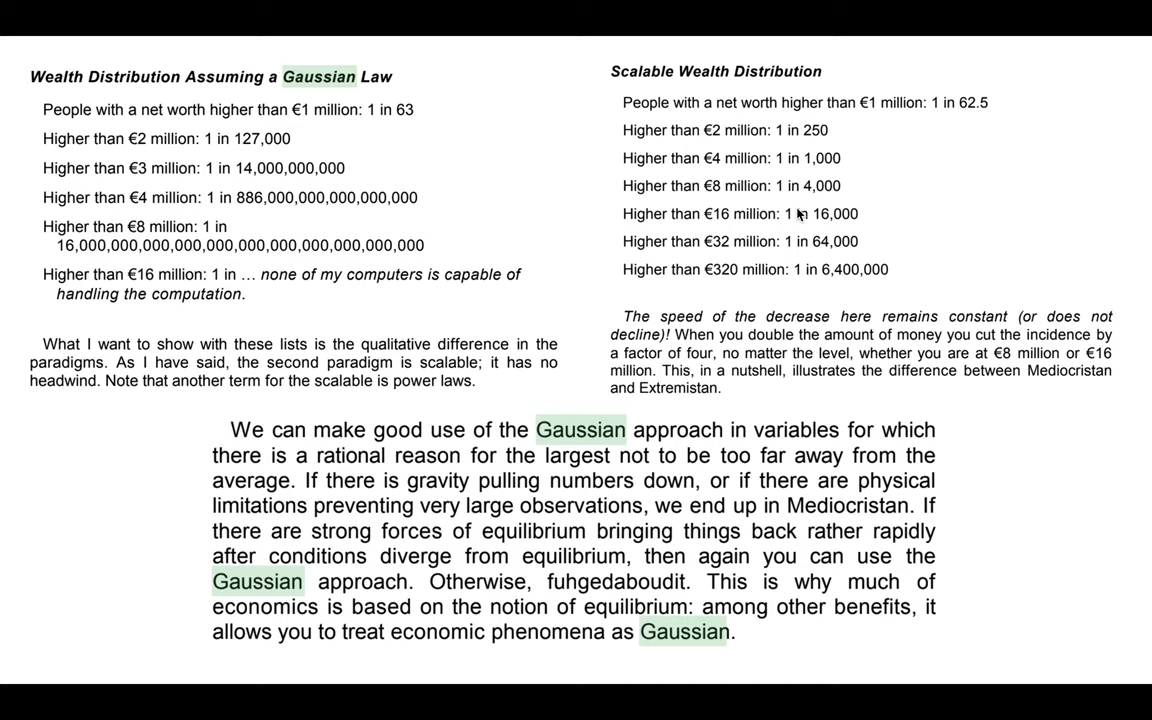 Wealth Distribution Assuming a Gaussian Law
People with a net worth higher than €1 million: 1 in 63
Higher than €2 million: 1 in 127,000
Higher than €3 million: 1 in 14,000,000,000
Higher than €4 million: 1 in 886,000,000,000,000,000
Higher than €8 million: 1 in
16,000,000,000,000,000,000,000,000,000,000,000
Higher than €16 million: 1 in … none of my computers is capable of
handling the computation.
What I want to show with these lists is the qualitative difference in the
paradigms. As I have said, the second paradigm is scalable; it has no
headwind. Note that another term for the scalable is power laws.
Scalable Wealth Distribution
People with a net worth higher than €1 million: 1 in 62.5
Higher than €2 million: 1 in 250
Higher than €4 million: 1 in 1,000
Higher than €8 million: 1 in 4,000
Higher than €16 million: 1 in 16,000
Higher than €32 million: 1 in 64,000
Higher than €320 million: 1 in 6,400,000
The speed of the decrease here remains constant (or does not
decline)! When you double the amount of money you cut the incidence by
a factor of four, no matter the level, whether you are at €8 million or €16
million. This, in a nutshell, illustrates the difference between Mediocristan
and Extremistan.
We can make good use of the Gaussian approach in variables for which
there is a rational reason for the largest not to be too far away from the
average. If there is gravity pulling numbers down, or if there are physical
limitations preventing very large observations, we end up in Mediocristan. If
there are strong forces of equilibrium bringing things back rather rapidly
after conditions diverge from equilibrium, then again you can use the
Gaussian approach. Otherwise, fuhgedaboudit. This is why much of
economics is based on the notion of equilibrium: among other benefits, it
allows you to treat economic phenomena as Gaussian.